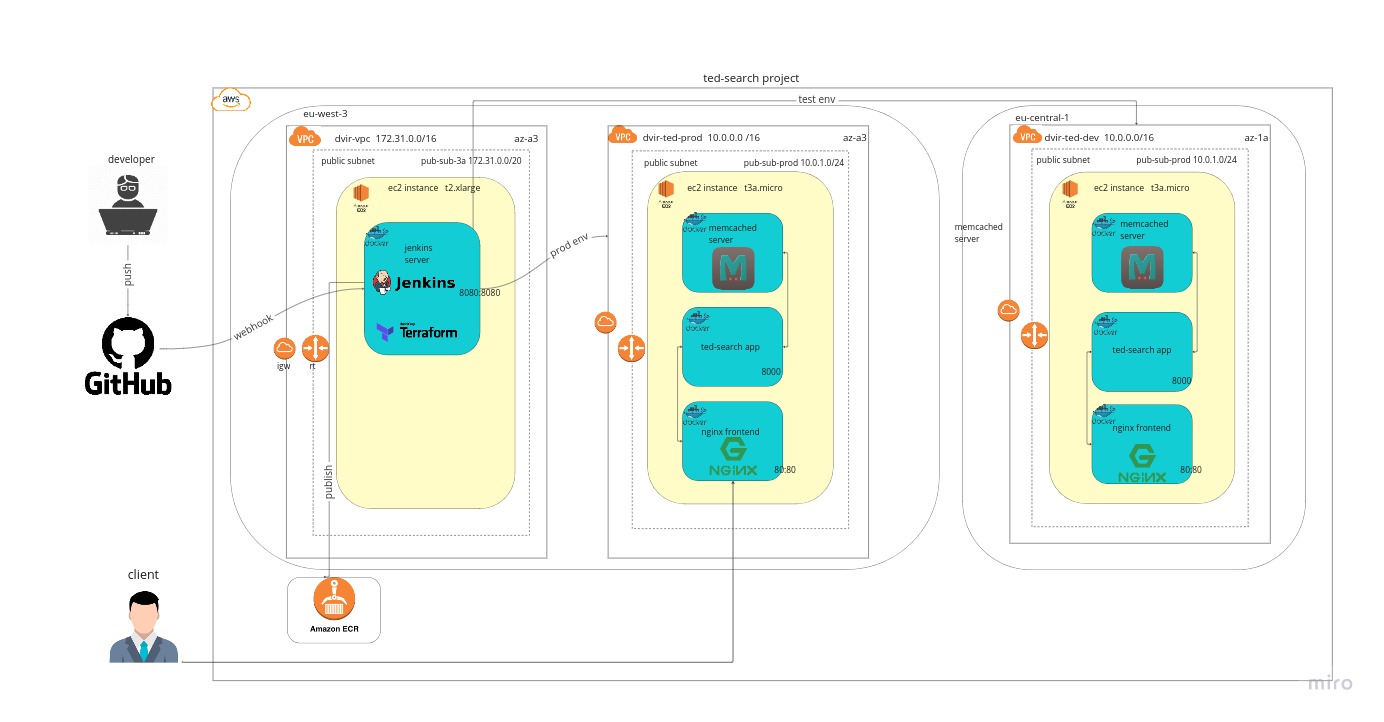 ted-search project
aws
test env
eu-west-3
eu-central-1
VPC
dvir-vpc 172.31.0.0/16
az-a3
VPC
dvir-ted-prod 10.0.0.0 /16
az-a3
VPC
dvir-ted-dev 10.0.0.0/16
az-1a
public subnet
pub-sub-3a 172.31.0.0/20
public subnet
pub-sub-prod 10.0.1.0/24
public subnet
pub-sub-prod 10.0.1.0/24
developer
push
GitHub
webhook
ec2 instance t2.xlarge
docker
jenkins
server
Jenkins
8080:8080
Terraform
igw
rt
publish
prod env
Amazon ECR
client
ec2 instance t3a.micro
docker
memcached
server
M
docker
ted-search app
8000
docker
nginx frontend
NGiNX
80:80
memcached
server
ec2 instance t3a.micro
docker
memcached
server
M
docker
ted-search app
8000
docker
nginx frontend
NGiNX
80:80
miro